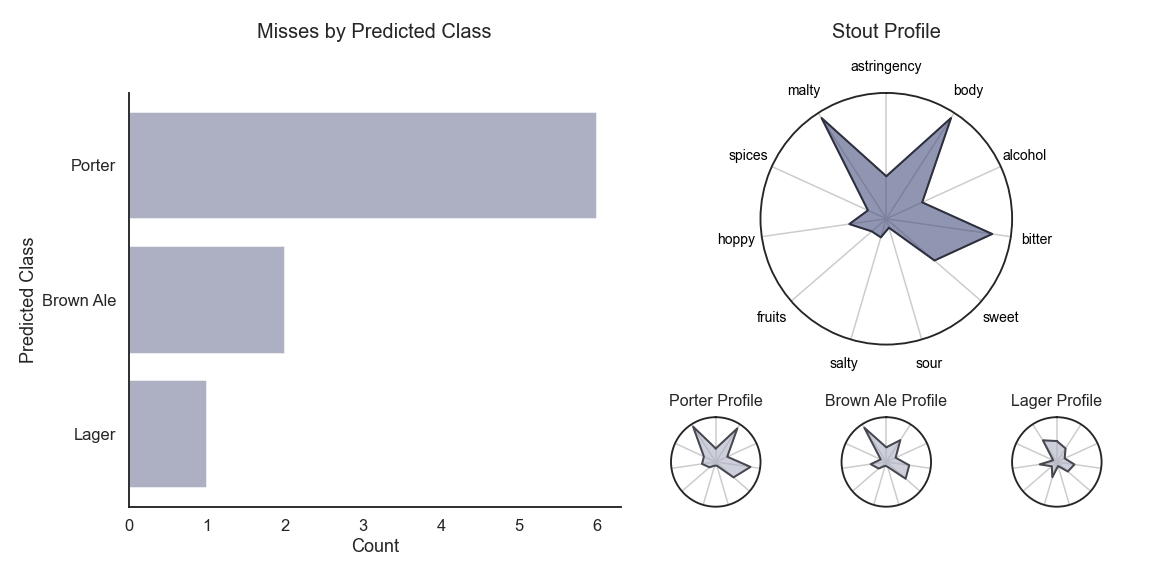 Misses by Predicted Class
Predicted Class
Porter
Brown Ale
Lager
0 1 2 3 4 5 6
Count
Stout Profile
astringency
malty
body
spices
alcohol
hoppy
bitter
fruits
sweet
salty
sour
Porter Profile
Brown Ale Profile
Lager Profile